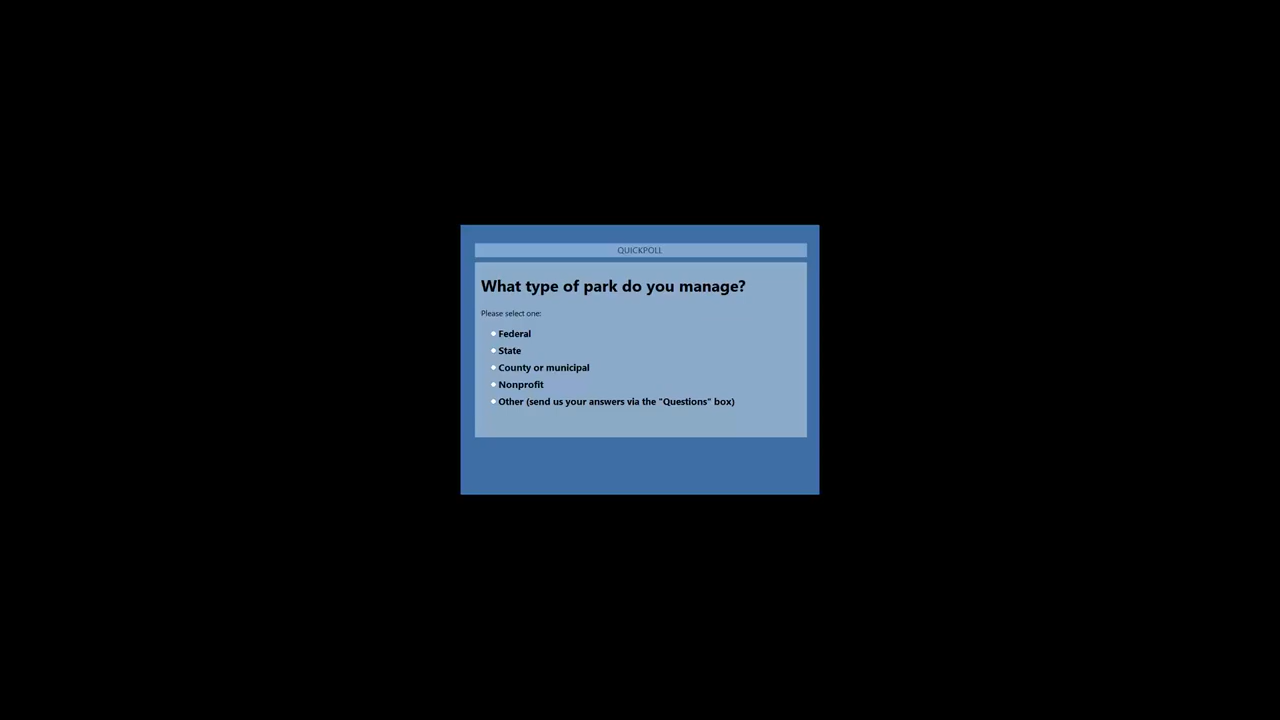 QUICKPOLL
What type of park do you manage?
Please select one:
Federal
State
County or municipal
Nonprofit
Other (send us your answers via the "Questions" box)